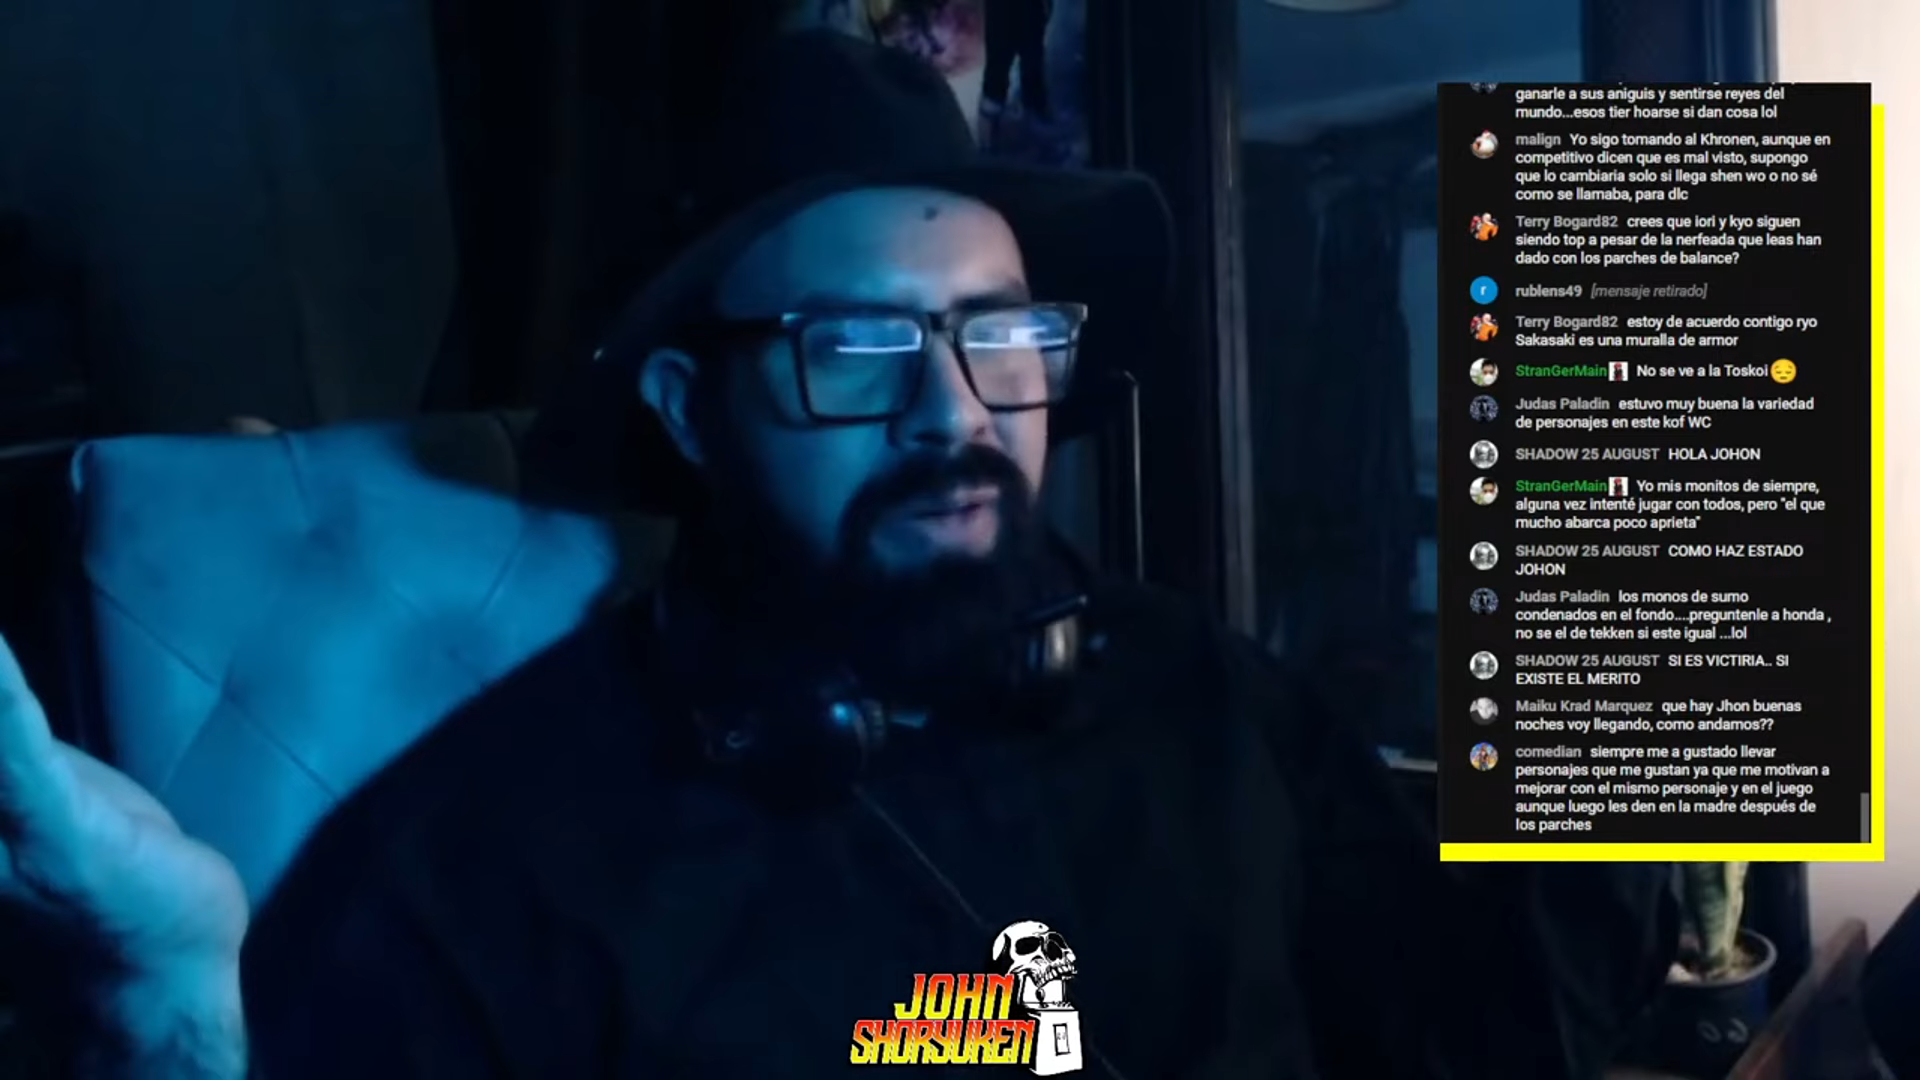 ganarle a sus aniguis y sentirse reyes del
mundo...esos tier hoarse si dan cosa lol
malign Yo sigo tomando al Khronen, aunque en
competitivo dicen que es mal visto, supongo
que lo cambiaria solo si llega shen wo o no sé
como se llamaba, para dlc
Terry Bogard82 crees que iori y kyo siguen
siendo top a pesar de la nerfeada que leas han
dado con los parches de balance?
r rublens49 [mensaje retirado]
Terry Bogard82 estoy de acuerdo contigo ryo
Sakasaki es una muralla de armor
StranGerMain No se ve a la Toskoi
Judas Paladin estuvo muy buena la variedad
de personajes en este kof WC
SHADOW 25 AUGUST HOLA JOHON
StranGerMain Yo mis monitos de siempre,
alguna vez intenté jugar con todos, pero "el que
mucho abarca poco aprieta"
SHADOW 25 AUGUST COMO HAZ ESTADO
JOHON
Judas Paladin los monos de sumo
condenados en el fondo....preguntenle a honda ,
no se el de tekken si este igual ...lol
SHADOW 25 AUGUST SI ES VICTIRIA.. SI
EXISTE EL MERITO
Maiku Krad Marquez que hay Jhon buenas
noches voy llegando, como andamos??
comedian siempre me a gustado llevar
personajes que me gustan ya que me motivan a
mejorar con el mismo personaje y en el juego
aunque luego les den en la madre después de
los parches
JOHN
SHORYUKEN